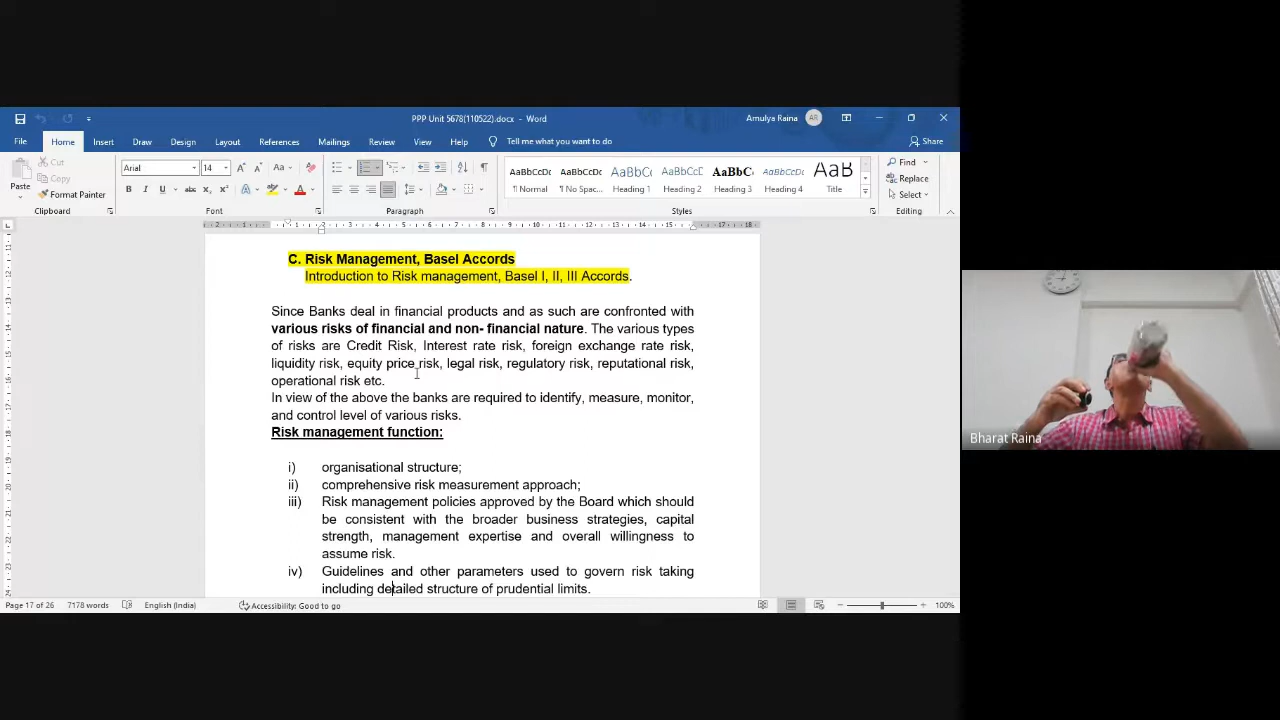 PPP Unit 5678(110522).docx - Word
Amulya Raina
AR
File Home Insert Draw Design Layout References Mailings Review View Help Tell me what you want to do Share
Paste
Cut
Copy
Format Painter
Clipboard
Arial 14
Font
Paragraph
AaBbCcDc AaBbCcDc AaBbC( AaBbCcC AaBbC. AaBbCcDc AaB
¶ Normal ¶ No Spac... Heading 1 Heading 2 Heading 3 Heading 4 Title
Styles
Find
Replace
Select
Editing
C. Risk Management, Basel Accords
Introduction to Risk management, Basel I, II, III Accords.
Since Banks deal in financial products and as such are confronted with
various risks of financial and non- financial nature. The various types
of risks are Credit Risk, Interest rate risk, foreign exchange rate risk,
liquidity risk, equity price risk, legal risk, regulatory risk, reputational risk,
operational risk etc.
In view of the above the banks are required to identify, measure, monitor,
and control level of various risks.
Risk management function:
i) organisational structure;
ii) comprehensive risk measurement approach;
iii) Risk management policies approved by the Board which should
be consistent with the broader business strategies, capital
strength, management expertise and overall willingness to
assume risk.
iv) Guidelines and other parameters used to govern risk taking
including detailed structure of prudential limits.
Page 17 of 26 7178 words English (India) Accessibility: Good to go 100%
Bharat Raina